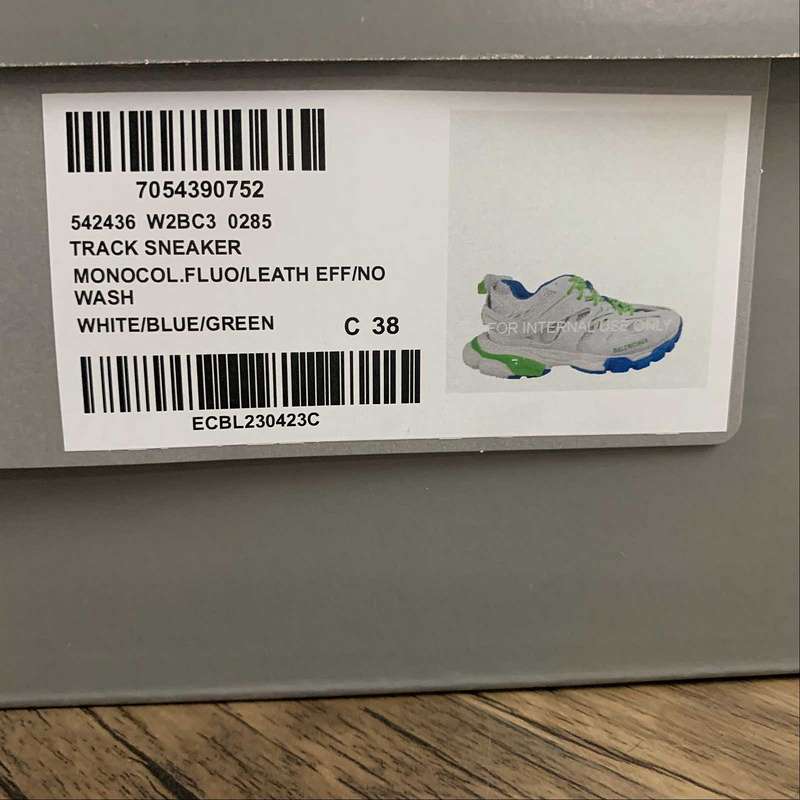 7054390752
542436 W2BC3 0285
TRACK SNEAKER
MONOCOL.FLUO/LEATH EFF/NO
WASH
WHITE/BLUE/GREEN C 38
ECBL230423C
FOR INTERNAL USE ONLY
BALENCIAGA